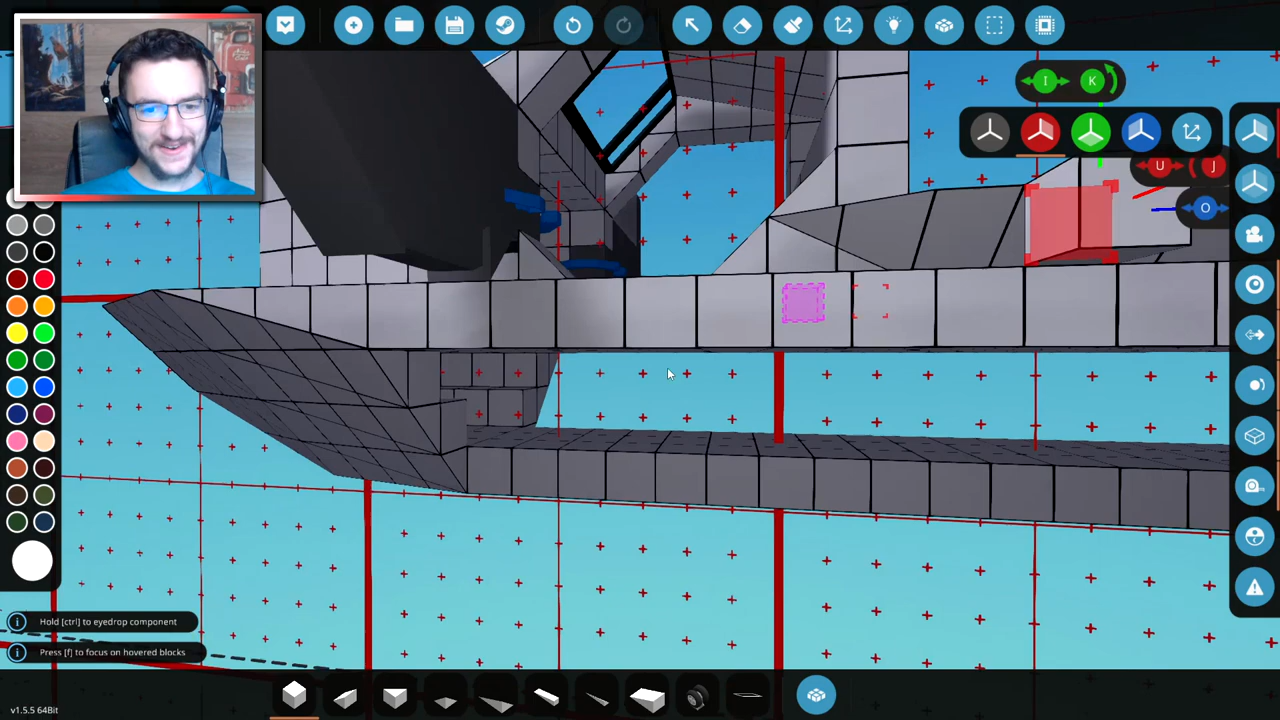 I K
U J
O
Hold [ctrl] to eyedrop component
Press [f] to focus on hovered blocks
v1.5.5 64Bit